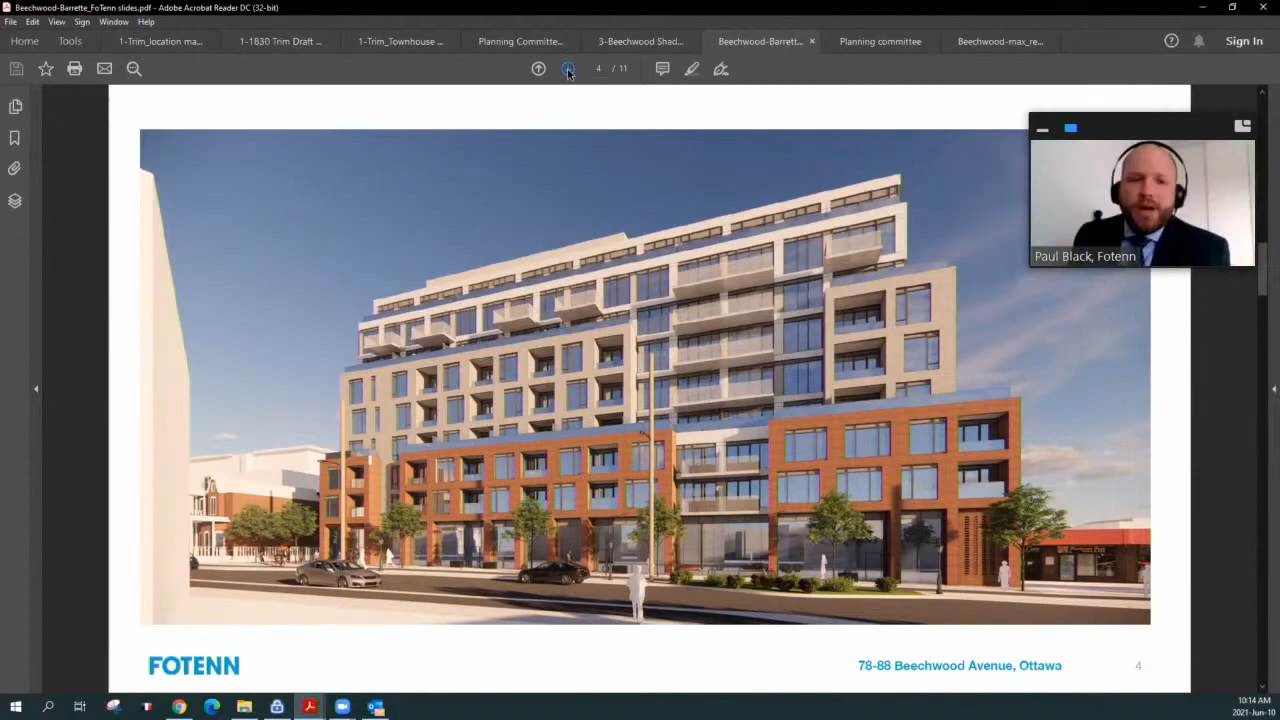 Beechwood-Barrette_FoTenn slides.pdf - Adobe Acrobat Reader DC (32-bit)
File Edit View Sign Window Help
Home Tools 1-Trim_location ma... 1-1830 Trim Draft ... 1-Trim_Townhouse ... Planning Committe... 3-Beechwood Shad... Beechwood-Barrett... Planning committee Beechwood-max_re... Sign In
4 / 11
Paul Black, Fotenn
FOTENN
78-88 Beechwood Avenue, Ottawa
4
10:14 AM
2021-Jun-10